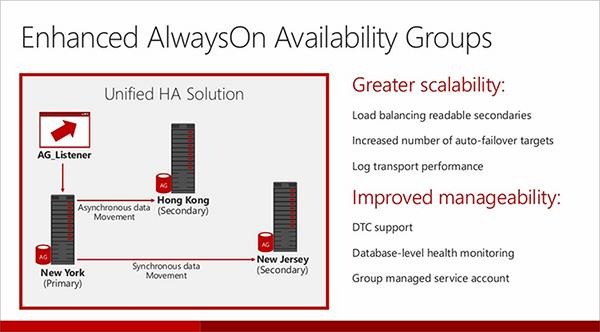 Enhanced AlwaysOn Availability Groups
Unified HA Solution
AG_Listener
AG
Hong Kong
(Secondary)
Asynchronous data
Movement
AG
New York
(Primary)
Synchronous data
Movement
AG
New Jersey
(Secondary)
Greater scalability:
Load balancing readable secondaries
Increased number of auto-failover targets
Log transport performance
Improved manageability:
DTC support
Database-level health monitoring
Group managed service account